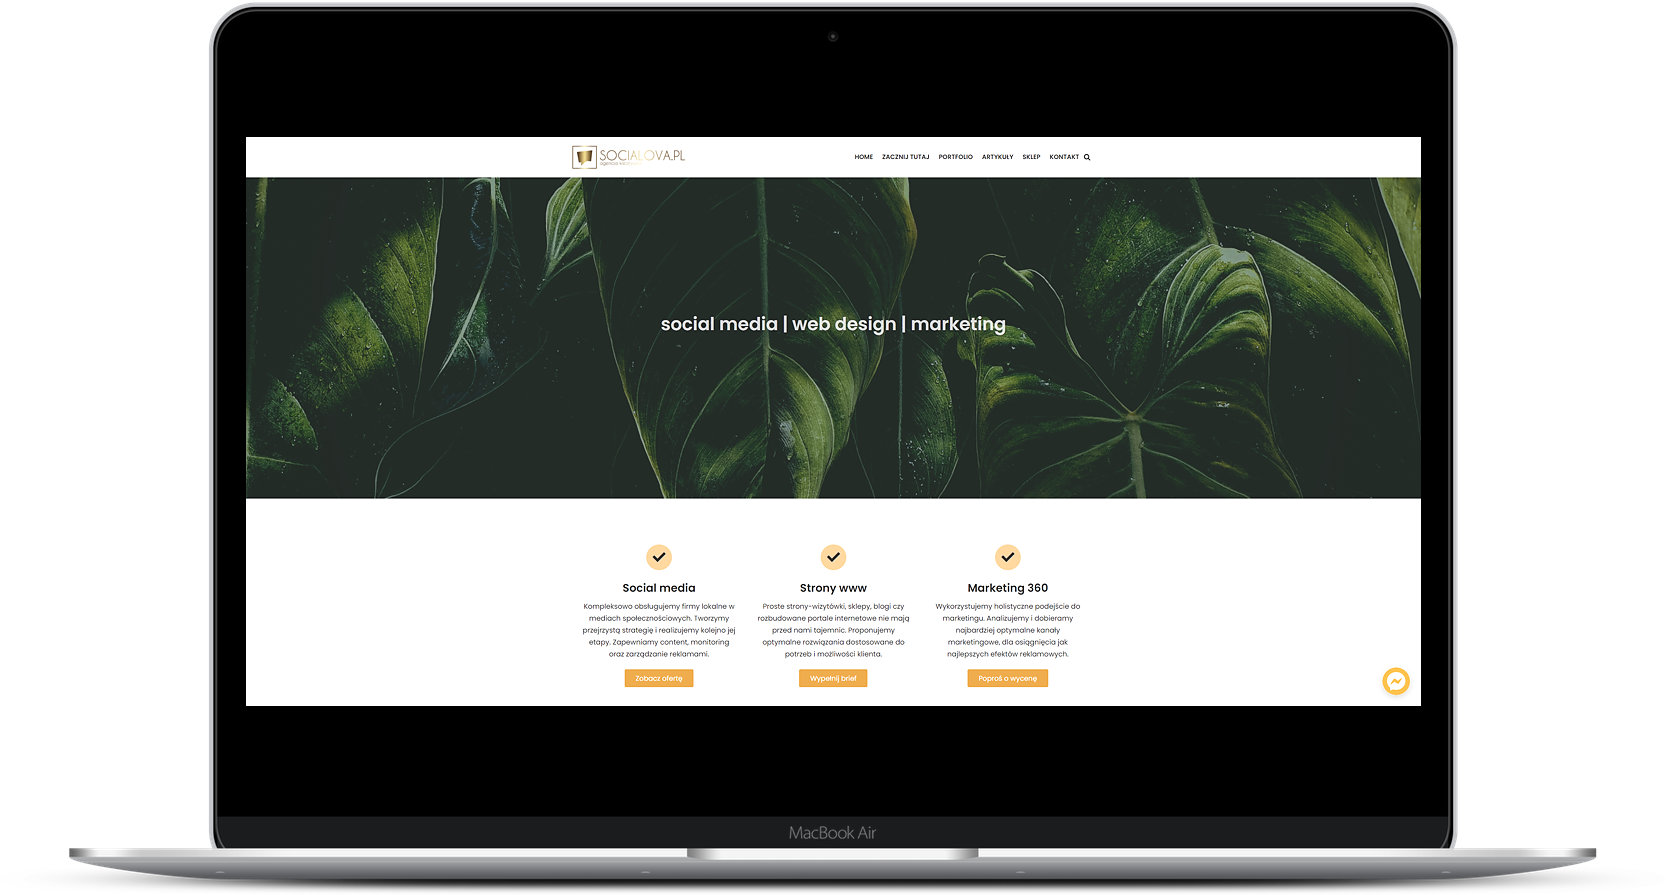 SOCIALOVA.PL
HOME ZACZNIJ TUTAJ PORTFOLIO ARTYKUŁY SKLEP KONTAKT
social media | web design | marketing
Social media
Kompleksowo obsługujemy firmy lokalne w
mediach społecznościowych. Tworzymy
przejrzystą strategię i realizujemy kolejno jej
etapy. Zapewniamy content, monitoring
oraz zarządzanie reklamami.
Zobacz ofertę
Strony www
Proste strony-wizytówki, sklepy, blogi czy
rozbudowane portale internetowe nie mają
przed nami tajemnic. Proponujemy
optymalne rozwiązania dostosowane do
potrzeb i możliwości klienta.
Wypełnij brief
Marketing 360
Wykorzystujemy holistyczne podejście do
marketingu. Analizujemy i dobieramy
najbardziej optymalne kanały
marketingowe, dla osiągnięcia jak
najlepszych efektów reklamowych.
Poproś o wycenę
MacBook Air